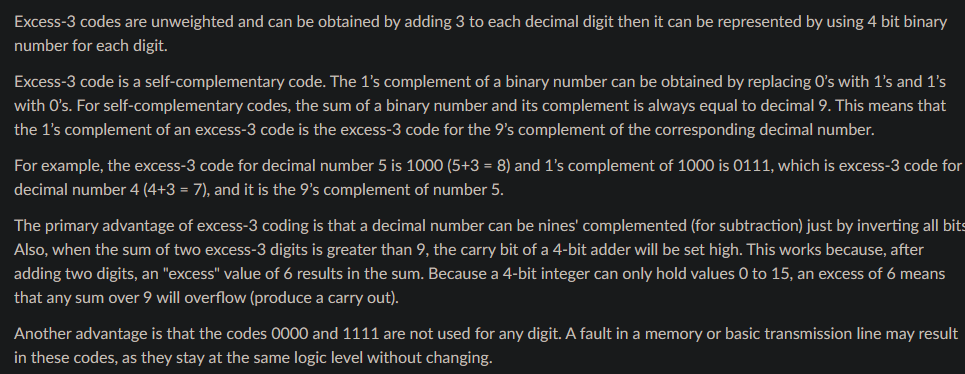 Excess-3 codes are unweighted and can be obtained by adding 3 to each decimal digit then it can be represented by using 4 bit binary
number for each digit.
Excess-3 code is a self-complementary code. The 1’s complement of a binary number can be obtained by replacing 0’s with 1’s and 1’s
with 0’s. For self-complementary codes, the sum of a binary number and its complement is always equal to decimal 9. This means that
the 1’s complement of an excess-3 code is the excess-3 code for the 9’s complement of the corresponding decimal number.
For example, the excess-3 code for decimal number 5 is 1000 (5+3 = 8) and 1’s complement of 1000 is 0111, which is excess-3 code for
decimal number 4 (4+3 = 7), and it is the 9’s complement of number 5.
The primary advantage of excess-3 coding is that a decimal number can be nines' complemented (for subtraction) just by inverting all bits
Also, when the sum of two excess-3 digits is greater than 9, the carry bit of a 4-bit adder will be set high. This works because, after
adding two digits, an "excess" value of 6 results in the sum. Because a 4-bit integer can only hold values 0 to 15, an excess of 6 means
that any sum over 9 will overflow (produce a carry out).
Another advantage is that the codes 0000 and 1111 are not used for any digit. A fault in a memory or basic transmission line may result
in these codes, as they stay at the same logic level without changing.